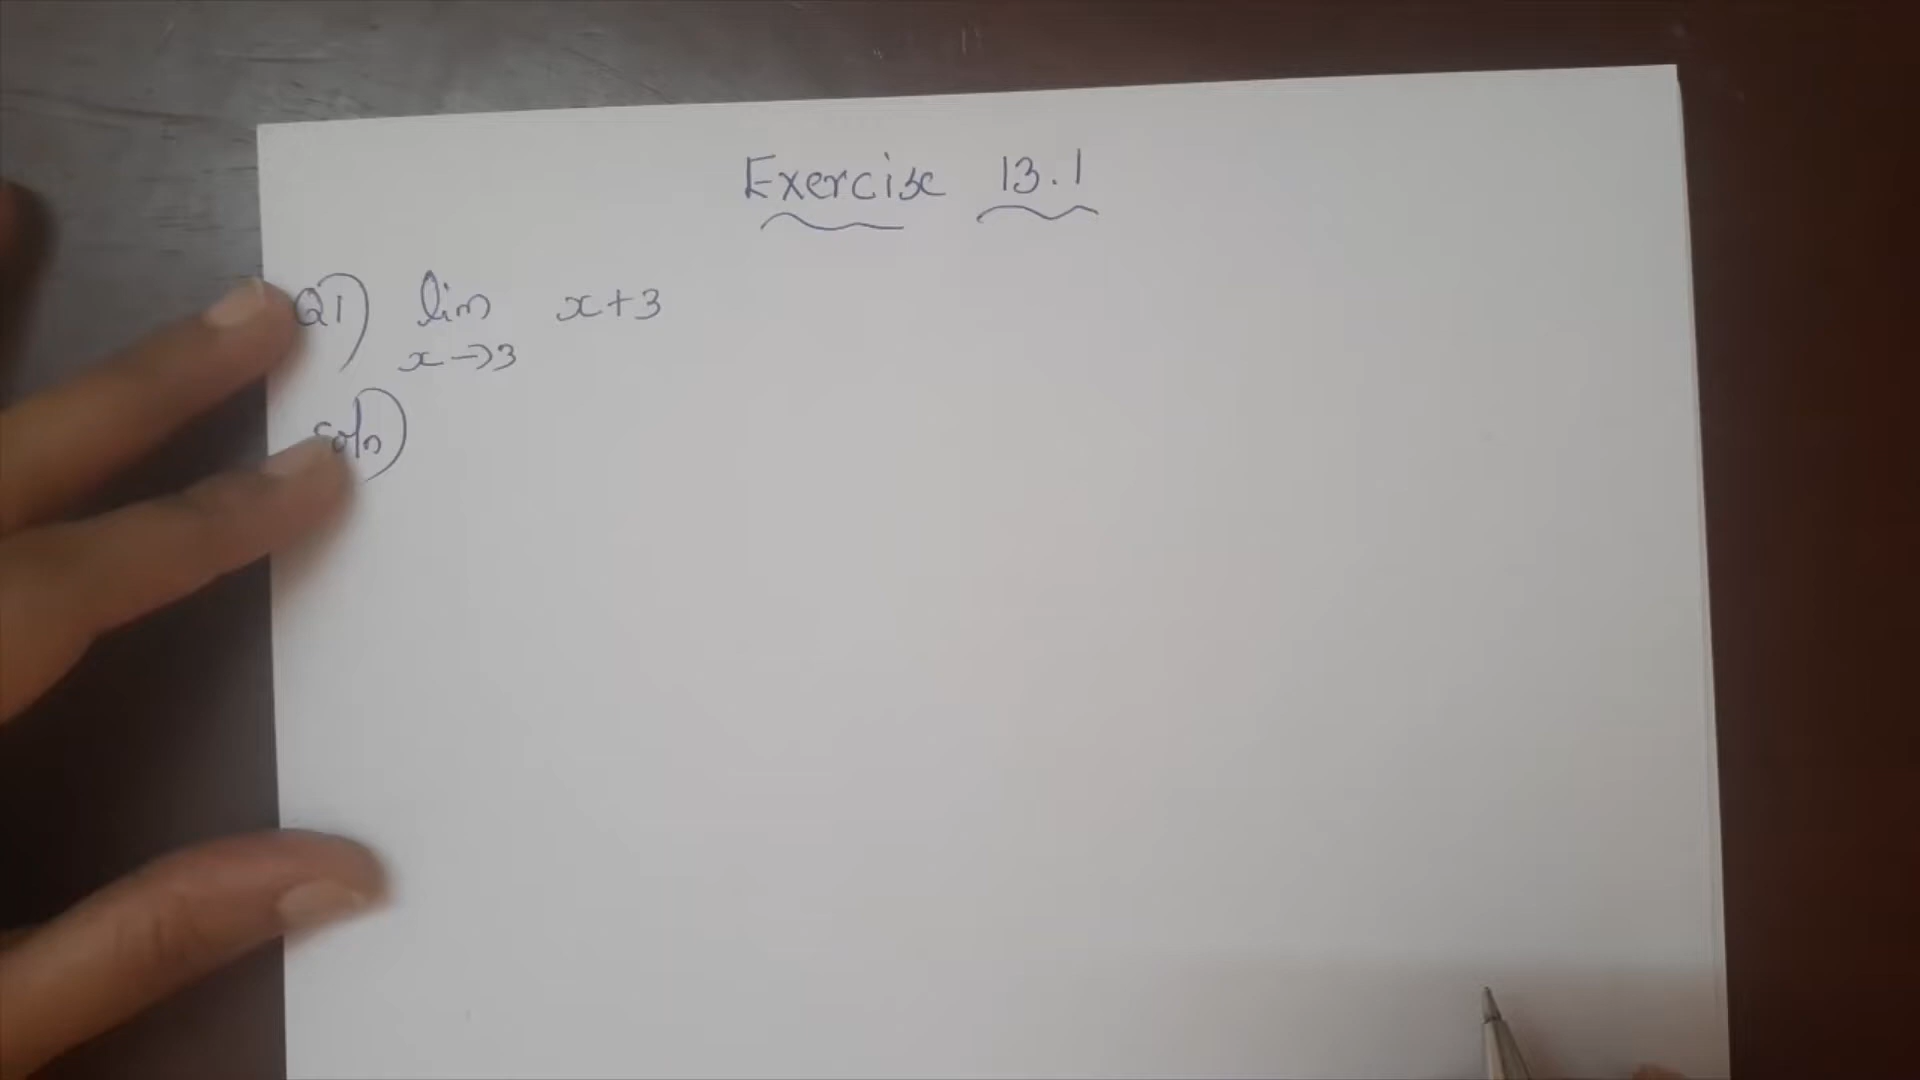 Exercise 13.1
Q1) lim x+3
x→3
Soln)